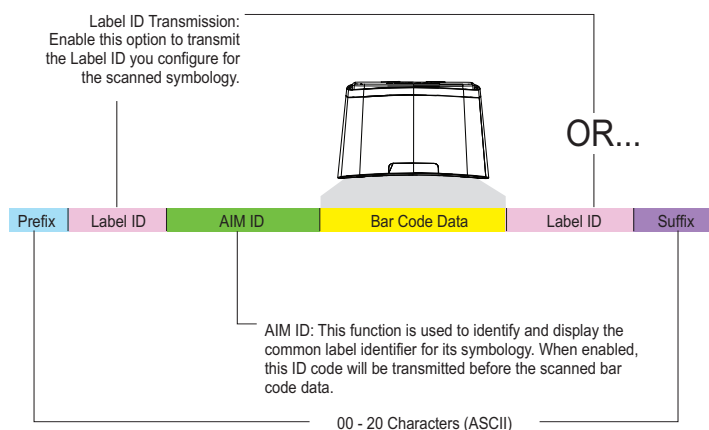 Label ID Transmission:
Enable this option to transmit
the Label ID you configure for
the scanned symbology.
OR...
Prefix Label ID AIM ID Bar Code Data Label ID Suffix
AIM ID: This function is used to identify and display the
common label identifier for its symbology. When enabled,
this ID code will be transmitted before the scanned bar
code data.
00 - 20 Characters (ASCII)